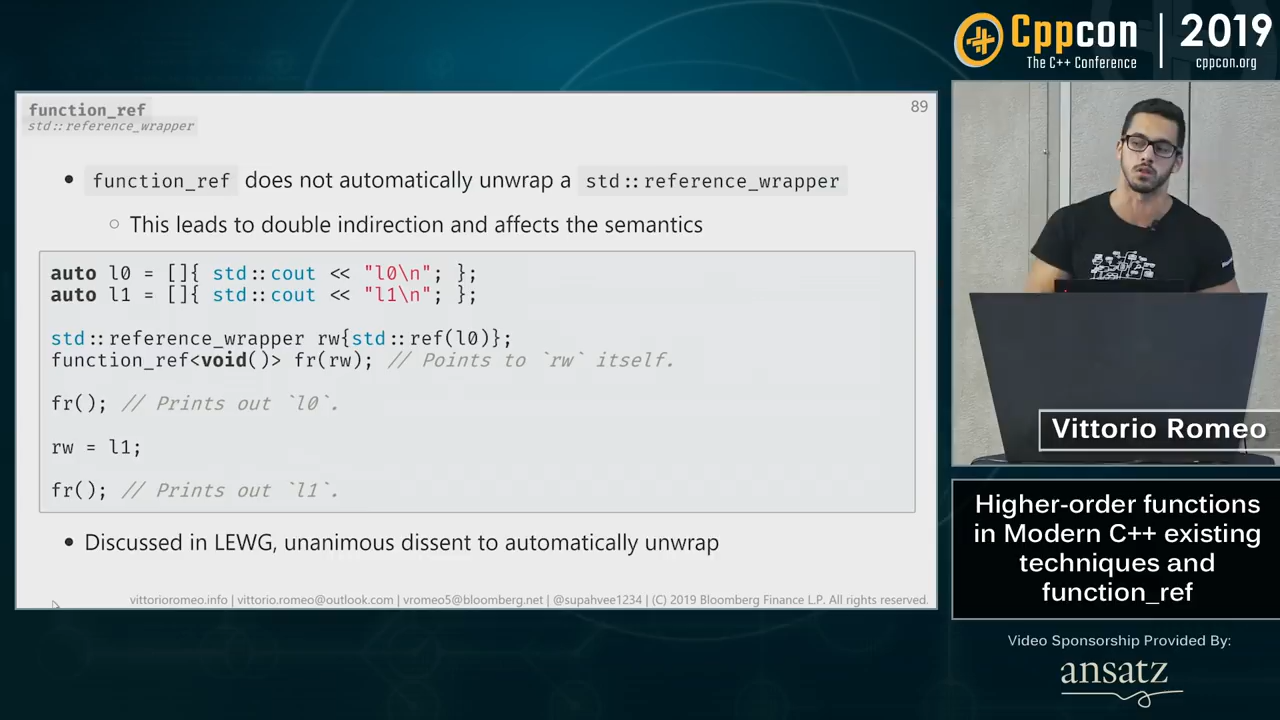 Cppcon | 2019
The C++ Conference
cppcon.org
function_ref
std::reference_wrapper
89
• function_ref does not automatically unwrap a std::reference_wrapper
○ This leads to double indirection and affects the semantics
auto l0 = []{ std::cout << "l0\n"; };
auto l1 = []{ std::cout << "l1\n"; };
std::reference_wrapper rw{std::ref(l0)};
function_ref<void()> fr(rw); // Points to `rw` itself.
fr(); // Prints out `l0`.
rw = l1;
fr(); // Prints out `l1`.
• Discussed in LEWG, unanimous dissent to automatically unwrap
vittorioromeo.info | vittorio.romeo@outlook.com | vromeo5@bloomberg.net | @supahvee1234 | (C) 2019 Bloomberg Finance L.P. All rights reserved.
Vittorio Romeo
Higher-order functions
in Modern C++ existing
techniques and
function_ref
Video Sponsorship Provided By:
ansatz